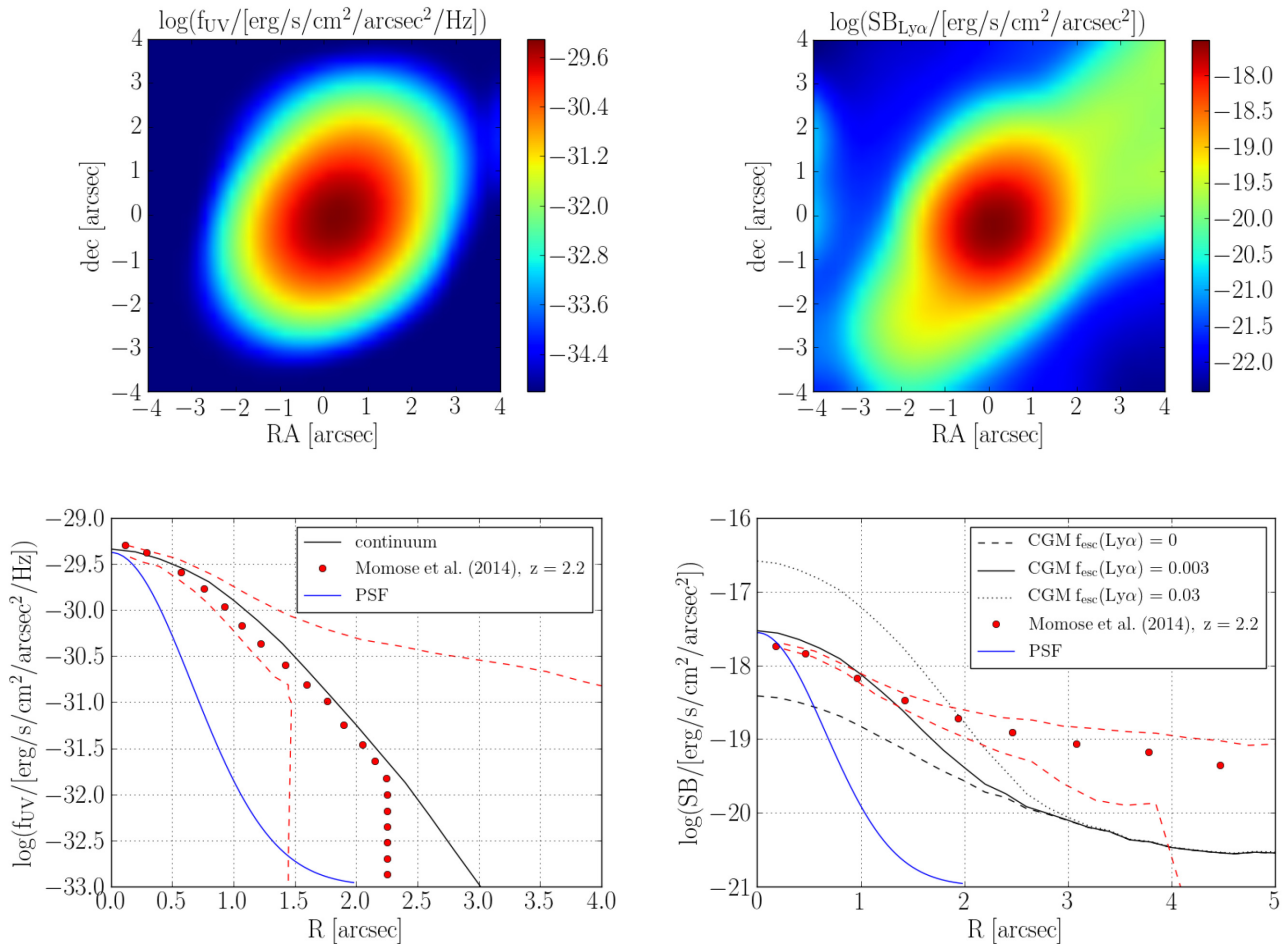 log(f_UV/[erg/s/cm²/arcsec²/Hz])
4
3
2
1
0
−1
−2
−3
−4
dec [arcsec]
−4 −3 −2 −1 0 1 2 3 4
RA [arcsec]
−29.6
−30.4
−31.2
−32.0
−32.8
−33.6
−34.4
log(SB_Lyα/[erg/s/cm²/arcsec²])
4
3
2
1
0
−1
−2
−3
−4
dec [arcsec]
−4 −3 −2 −1 0 1 2 3 4
RA [arcsec]
−18.0
−18.5
−19.0
−19.5
−20.0
−20.5
−21.0
−21.5
−22.0
−29.0
−29.5
−30.0
−30.5
−31.0
−31.5
−32.0
−32.5
−33.0
log(f_UV/[erg/s/cm²/arcsec²/Hz])
continuum
Momose et al. (2014), z = 2.2
PSF
0.0 0.5 1.0 1.5 2.0 2.5 3.0 3.5 4.0
R [arcsec]
−16
−17
−18
−19
−20
−21
log(SB/[erg/s/cm²/arcsec²])
CGM f_esc(Lyα) = 0
CGM f_esc(Lyα) = 0.003
CGM f_esc(Lyα) = 0.03
Momose et al. (2014), z = 2.2
PSF
0 1 2 3 4 5
R [arcsec]